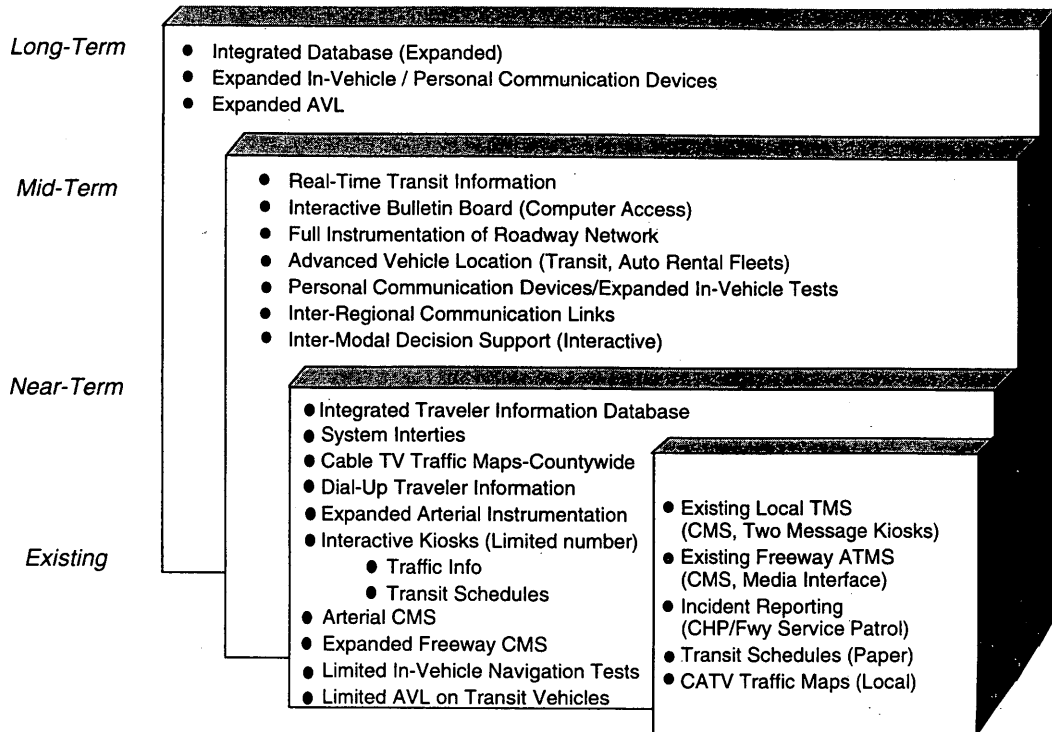 Long-Term
● Integrated Database (Expanded)
● Expanded In-Vehicle / Personal Communication Devices
● Expanded AVL
Mid-Term
● Real-Time Transit Information
● Interactive Bulletin Board (Computer Access)
● Full Instrumentation of Roadway Network
● Advanced Vehicle Location (Transit, Auto Rental Fleets)
● Personal Communication Devices/Expanded In-Vehicle Tests
● Inter-Regional Communication Links
● Inter-Modal Decision Support (Interactive)
Near-Term
● Integrated Traveler Information Database
● System Interties
● Cable TV Traffic Maps-Countywide
● Dial-Up Traveler Information
● Expanded Arterial Instrumentation
● Interactive Kiosks (Limited number)
● Traffic Info
● Transit Schedules
● Arterial CMS
● Expanded Freeway CMS
● Limited In-Vehicle Navigation Tests
● Limited AVL on Transit Vehicles
Existing
● Existing Local TMS
(CMS, Two Message Kiosks)
● Existing Freeway ATMS
(CMS, Media Interface)
● Incident Reporting
(CHP/Fwy Service Patrol)
● Transit Schedules (Paper)
● CATV Traffic Maps (Local)